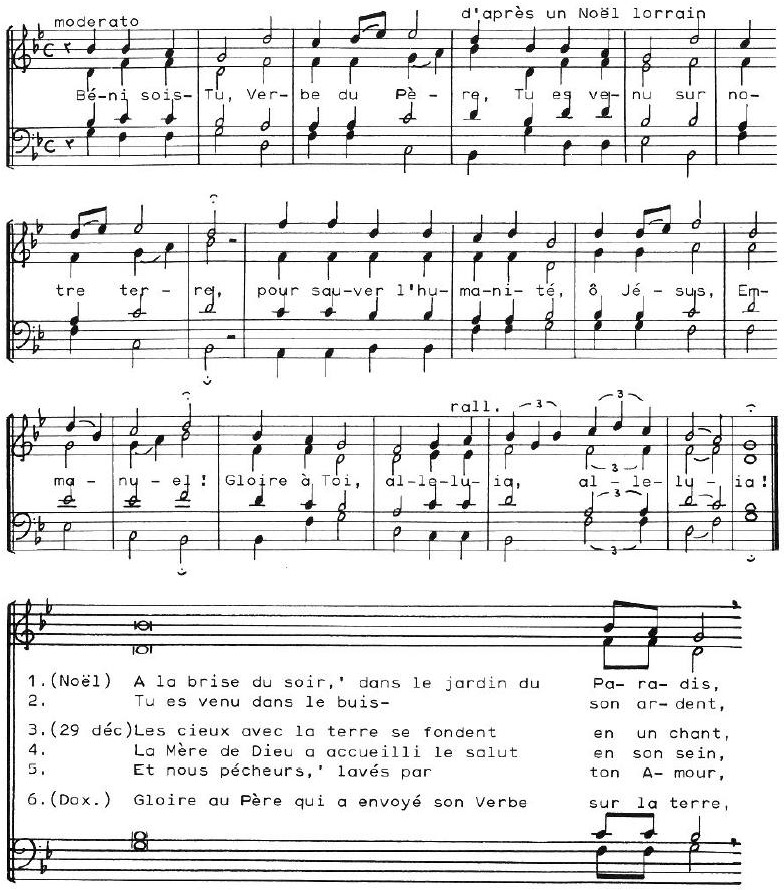 moderato d'après un Noël lorrain
Bé-ni sois-Tu, Ver-be du Pè-re, Tu es ve-nu sur no-
tre ter-re, pour sau-ver l'hu-ma-ni-té, ô Jé-sus, Em-
rall.
ma-nu-el! Gloire à Toi, al-le-lu-ia, al-le-lu-ia!
1.(Noël) A la brise du soir,' dans le jardin du Pa- ra- dis,
2. Tu es venu dans le buis- son ar- dent,
3.(29 déc) Les cieux avec la terre se fondent en un chant,
4. La Mère de Dieu a accueilli le salut en son sein,
5. Et nous pécheurs,' lavés par ton A- mour,
6.(Dox.) Gloire au Père qui a envoyé son Verbe sur la terre,